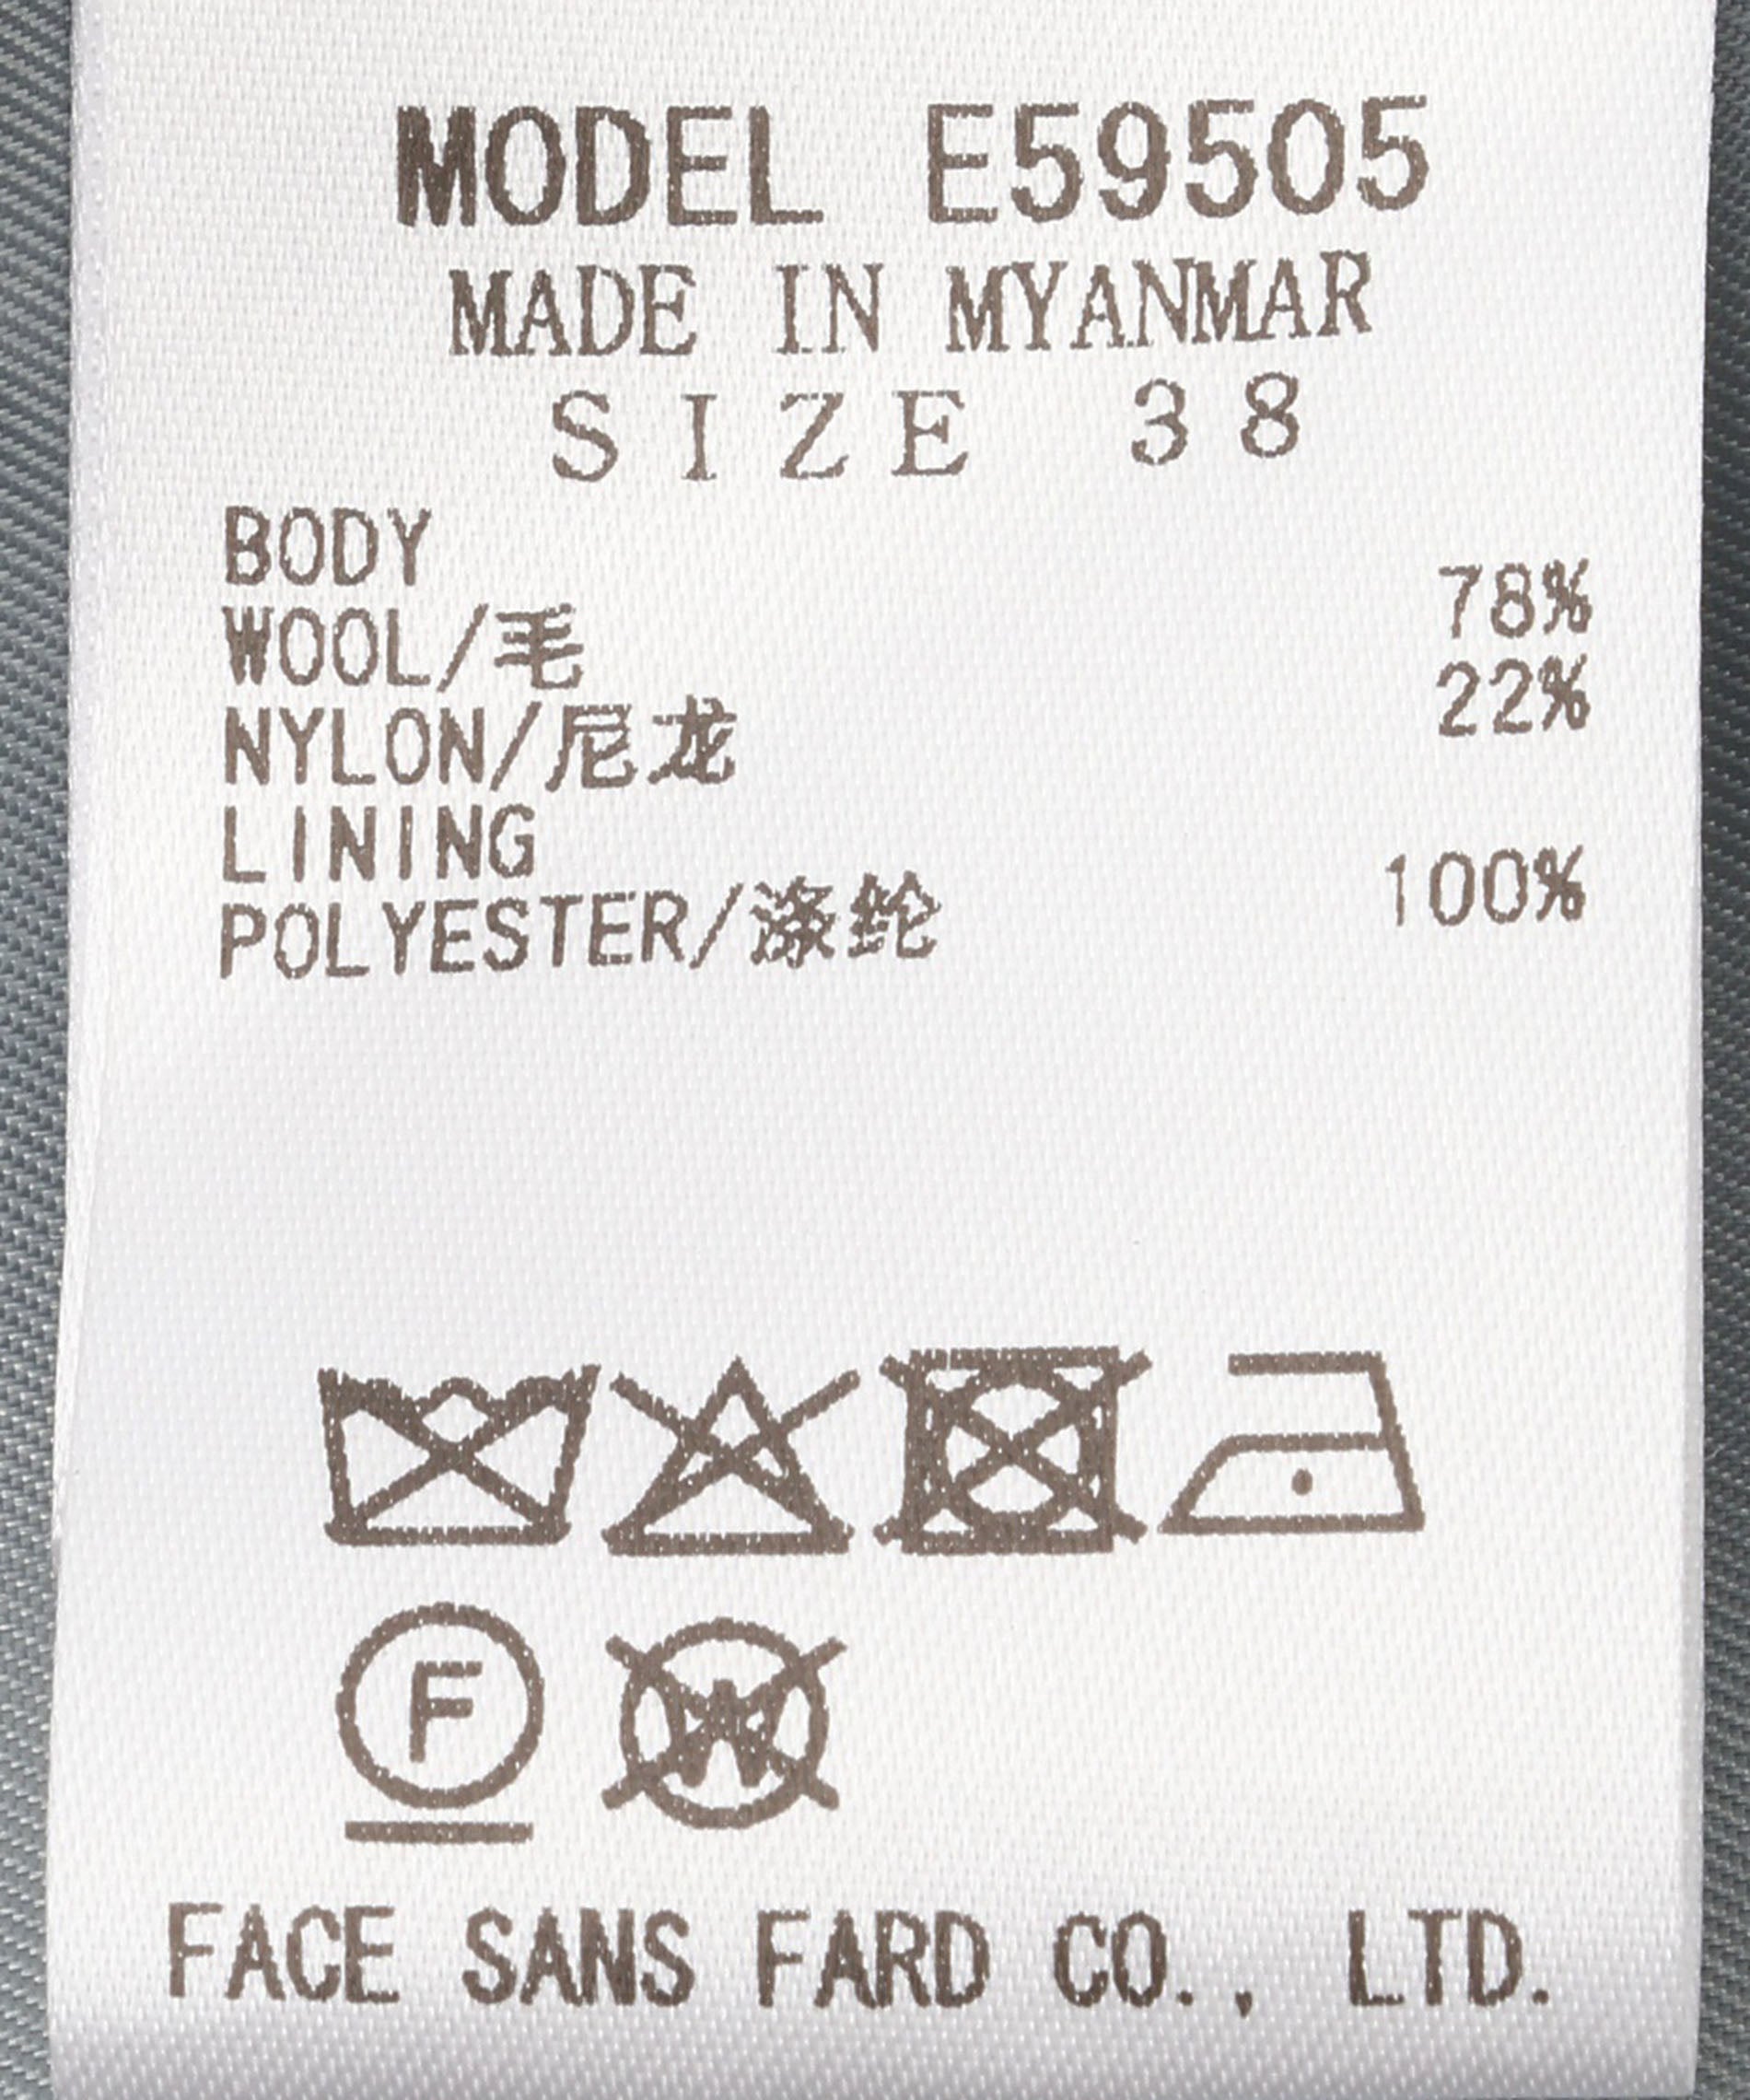 MODEL E59505
MADE IN MYANMAR
SIZE 38
BODY
WOOL/毛 78%
NYLON/尼龙 22%
LINING
POLYESTER/涤纶 100%
F W
FACE SANS FARD CO., LTD.